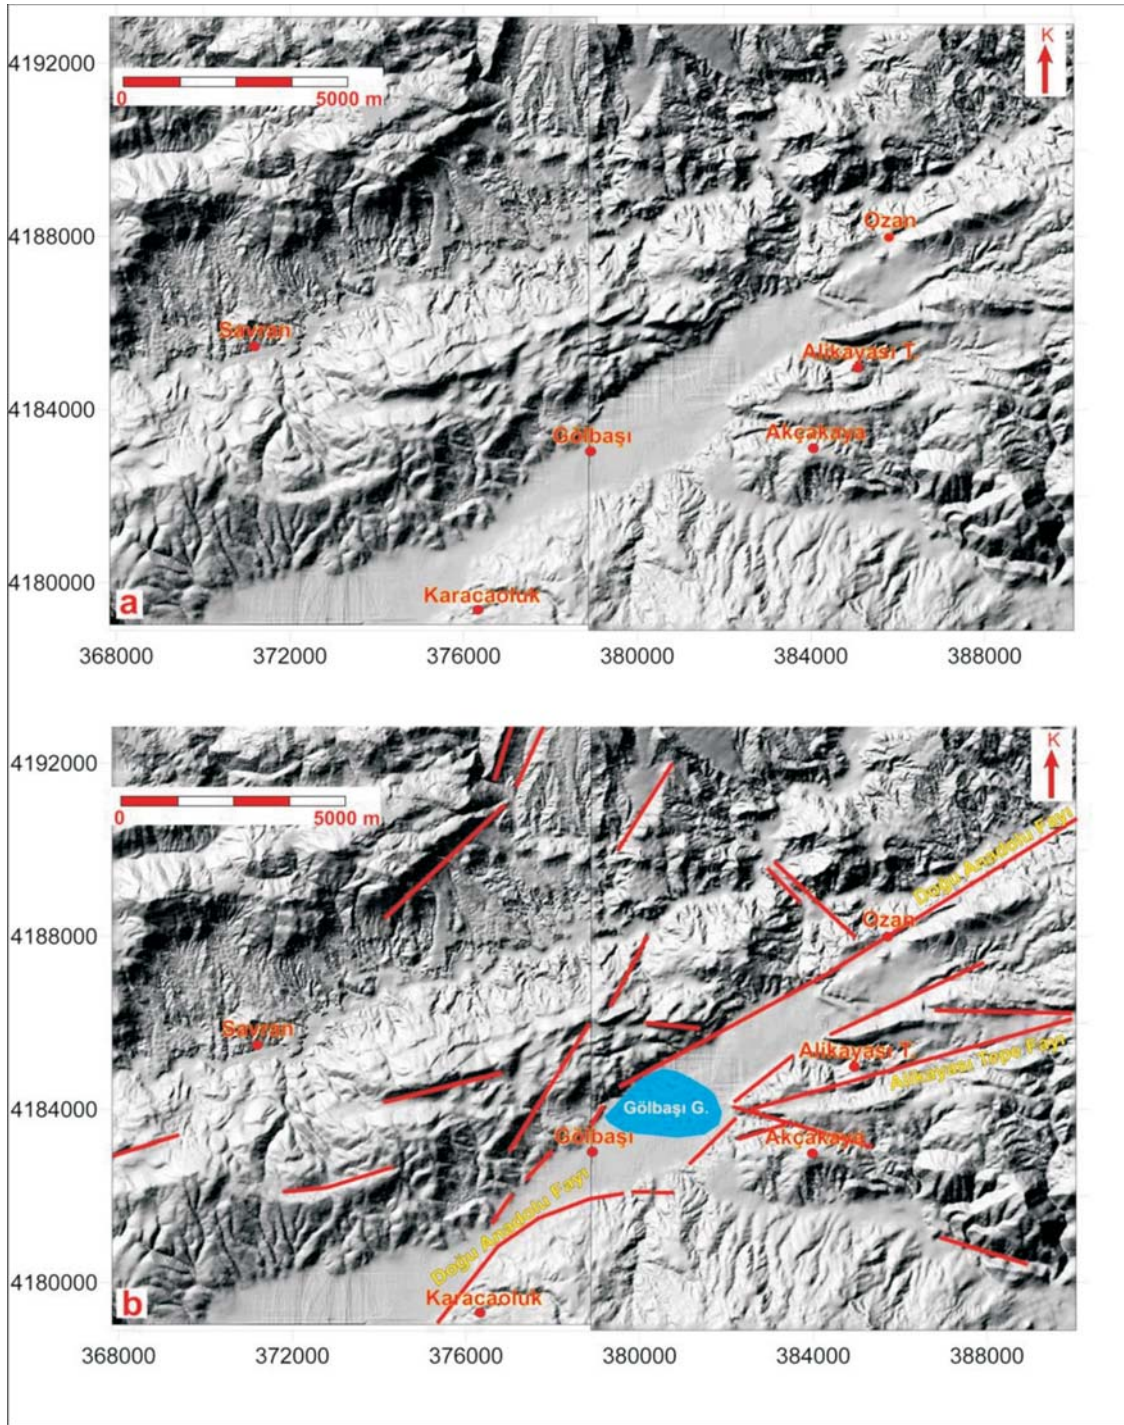 4192000
K
0 5000 m
4188000
Ozan
Savran
Alikayası T.
4184000
Akçakaya
Gölbaşı
4180000
Karacaoluk
a
368000 372000 376000 380000 384000 388000
4192000
K
0 5000 m
Doğu Anadolu Fayı
4188000
Ozan
Savran
Alikayası T.
Alikayası Tepe Fayı
4184000
Gölbaşı G.
Gölbaşı
Akçakaya
Doğu Anadolu Fayı
4180000
Karacaoluk
b
368000 372000 376000 380000 384000 388000